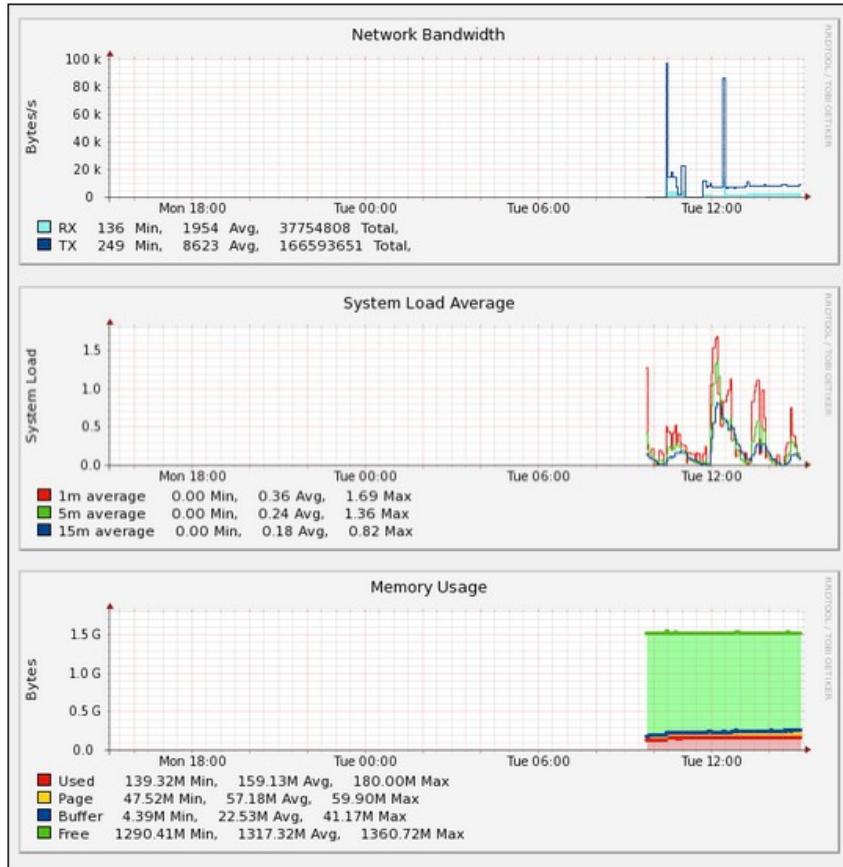 Network Bandwidth
RRDTOOL / TOBI OETIKER
Bytes/s
100 k
80 k
60 k
40 k
20 k
0
Mon 18:00 Tue 00:00 Tue 06:00 Tue 12:00
RX 136 Min, 1954 Avg, 37754808 Total,
TX 249 Min, 8623 Avg, 166593651 Total,
System Load Average
RRDTOOL / TOBI OETIKER
System Load
1.5
1.0
0.5
0.0
Mon 18:00 Tue 00:00 Tue 06:00 Tue 12:00
1m average 0.00 Min, 0.36 Avg, 1.69 Max
5m average 0.00 Min, 0.24 Avg, 1.36 Max
15m average 0.00 Min, 0.18 Avg, 0.82 Max
Memory Usage
RRDTOOL / TOBI OETIKER
Bytes
1.5 G
1.0 G
0.5 G
0.0
Mon 18:00 Tue 00:00 Tue 06:00 Tue 12:00
Used 139.32M Min, 159.13M Avg, 180.00M Max
Page 47.52M Min, 57.18M Avg, 59.90M Max
Buffer 4.39M Min, 22.53M Avg, 41.17M Max
Free 1290.41M Min, 1317.32M Avg, 1360.72M Max